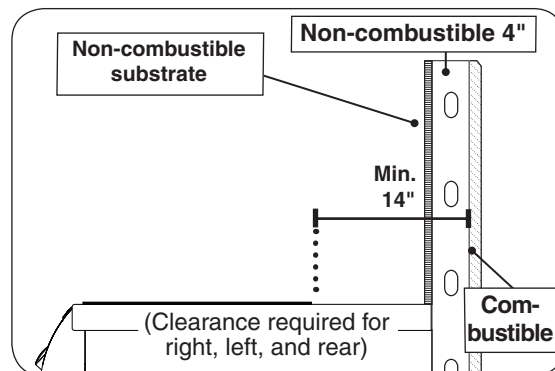 Non-combustible 4"
Non-combustible
substrate
Min.
14"
Com-
bustible
(Clearance required for
right, left, and rear)